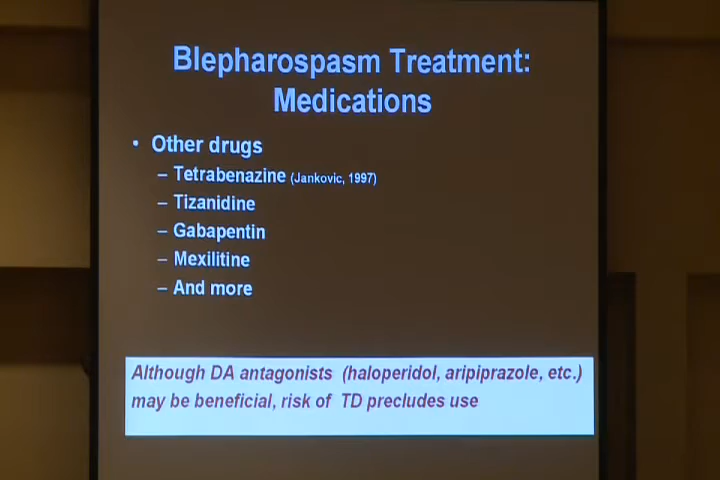 Blepharospasm Treatment:
Medications
• Other drugs
– Tetrabenazine (Jankovic, 1997)
– Tizanidine
– Gabapentin
– Mexilitine
– And more
Although DA antagonists (haloperidol, aripiprazole, etc.)
may be beneficial, risk of TD precludes use